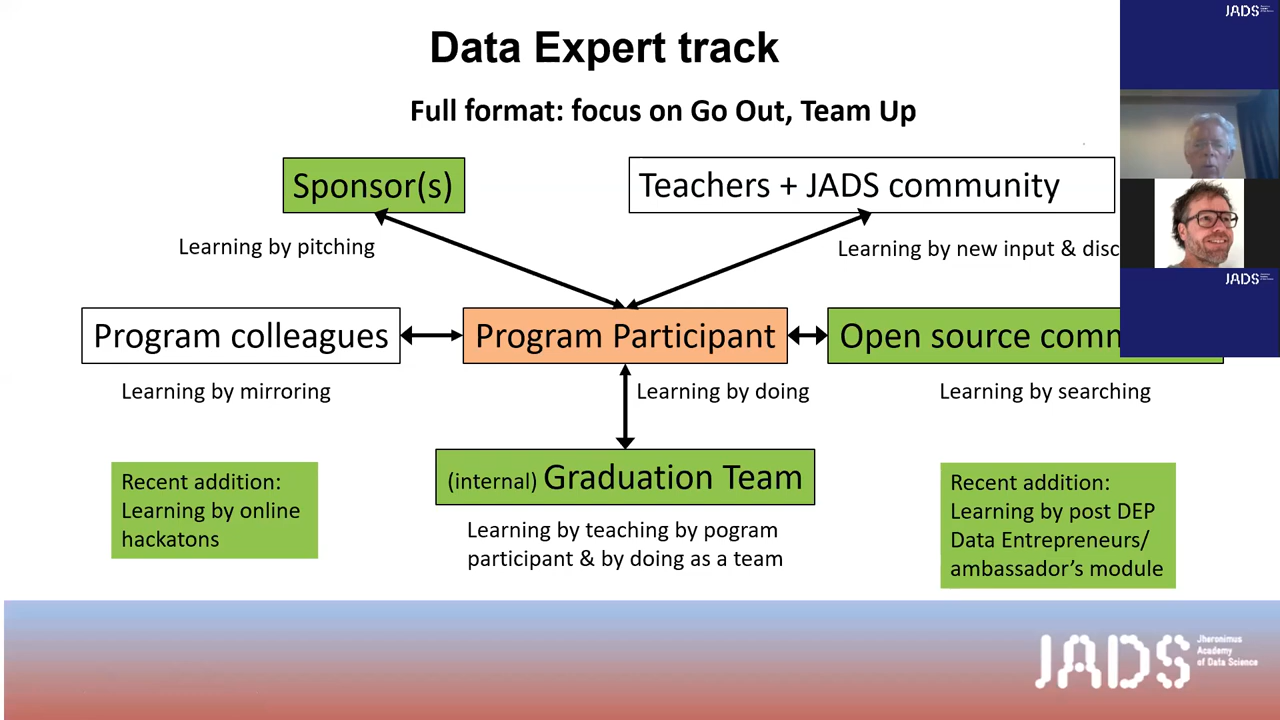 Data Expert track
Full format: focus on Go Out, Team Up
JADS
Sponsor(s)
Teachers + JADS community
Learning by pitching
Learning by new input & disc
JADS
Program colleagues
Program Participant
Open source comm
Learning by mirroring
Learning by doing
Learning by searching
(internal) Graduation Team
Recent addition:
Learning by online
hackatons
Learning by teaching by pogram
participant & by doing as a team
Recent addition:
Learning by post DEP
Data Entrepreneurs/
ambassador's module
JADS
Jheronimus
Academy
of Data Science